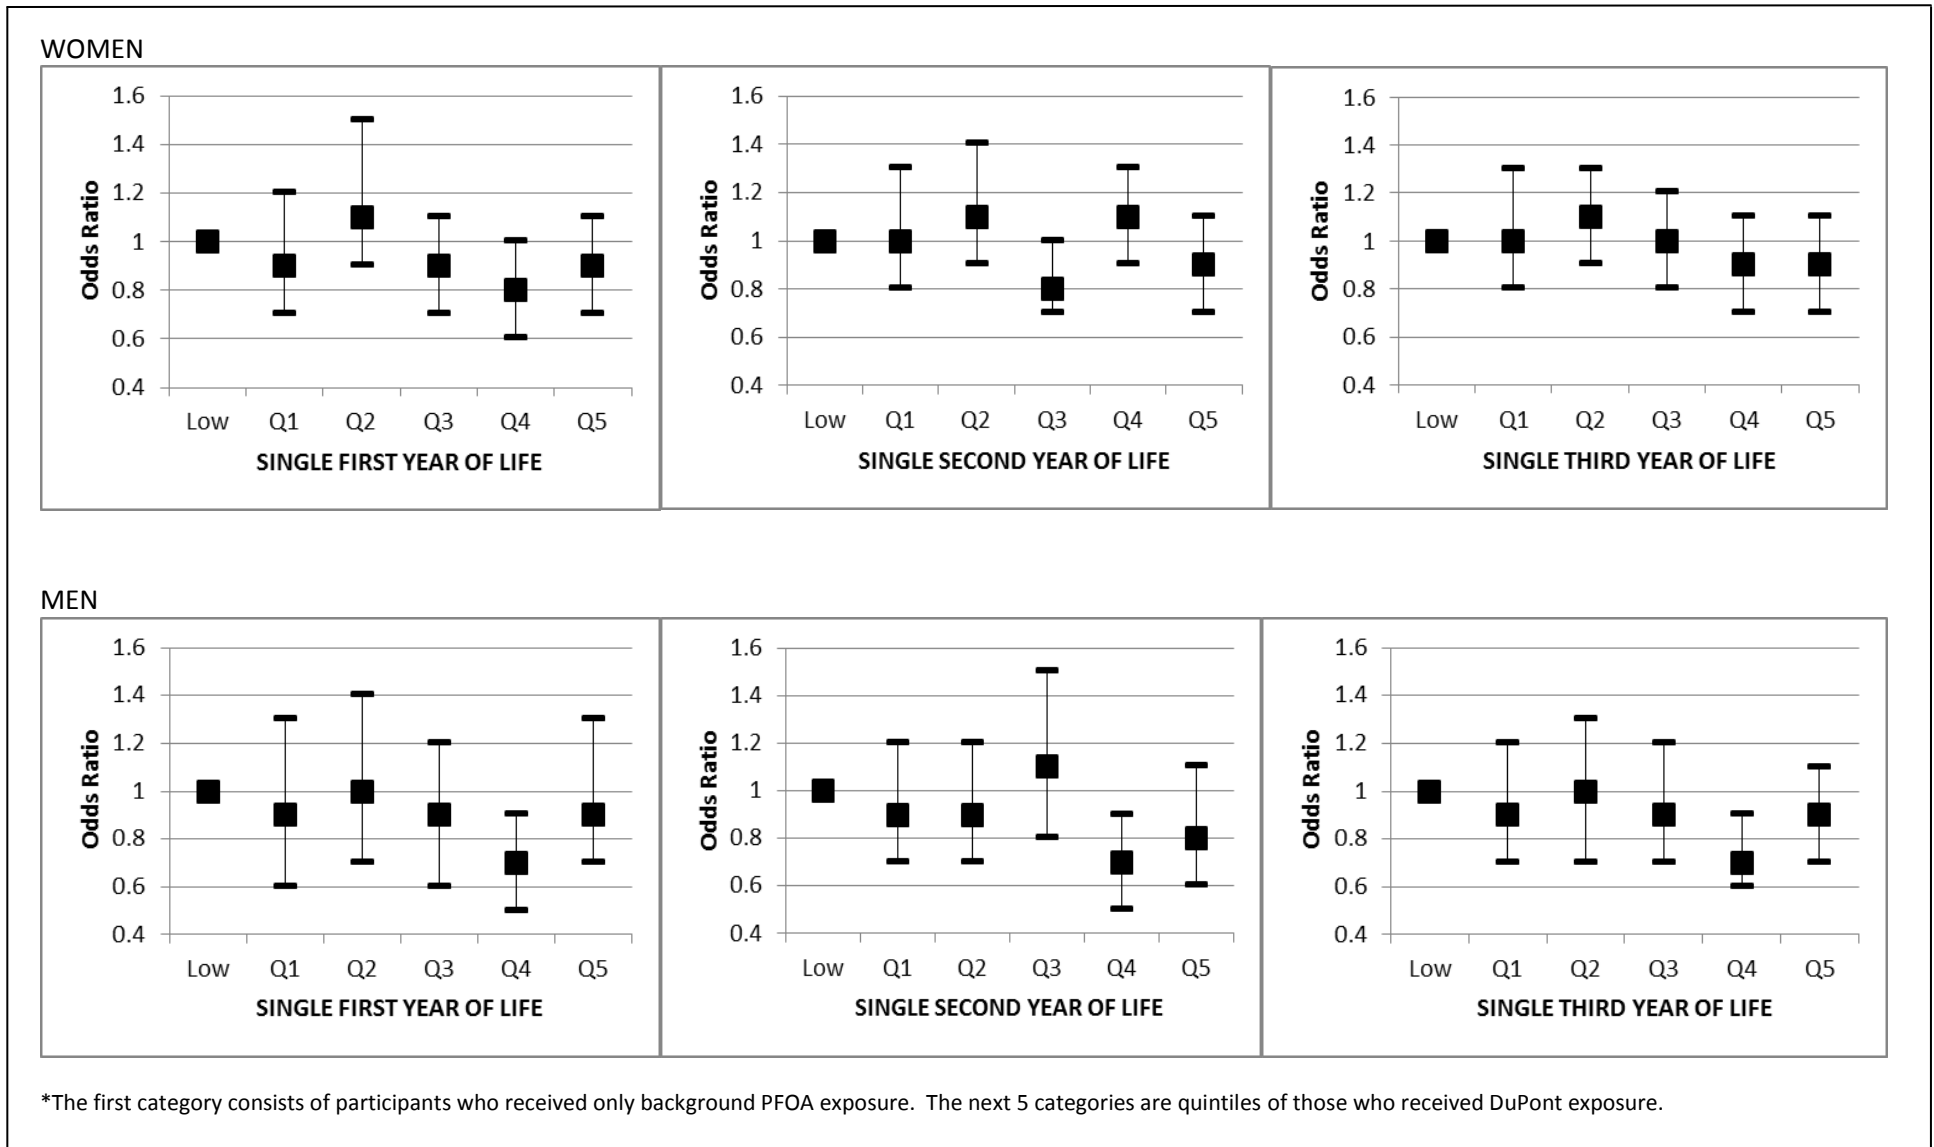 WOMEN
1.6
1.4
1.2
1
0.8
0.6
0.4
Odds Ratio
Low Q1 Q2 Q3 Q4 Q5
SINGLE FIRST YEAR OF LIFE
1.6
1.4
1.2
1
0.8
0.6
0.4
Odds Ratio
Low Q1 Q2 Q3 Q4 Q5
SINGLE SECOND YEAR OF LIFE
1.6
1.4
1.2
1
0.8
0.6
0.4
Odds Ratio
Low Q1 Q2 Q3 Q4 Q5
SINGLE THIRD YEAR OF LIFE
MEN
1.6
1.4
1.2
1
0.8
0.6
0.4
Odds Ratio
Low Q1 Q2 Q3 Q4 Q5
SINGLE FIRST YEAR OF LIFE
1.6
1.4
1.2
1
0.8
0.6
0.4
Odds Ratio
Low Q1 Q2 Q3 Q4 Q5
SINGLE SECOND YEAR OF LIFE
1.6
1.4
1.2
1
0.8
0.6
0.4
Odds Ratio
Low Q1 Q2 Q3 Q4 Q5
SINGLE THIRD YEAR OF LIFE
*The first category consists of participants who received only background PFOA exposure. The next 5 categories are quintiles of those who received DuPont exposure.